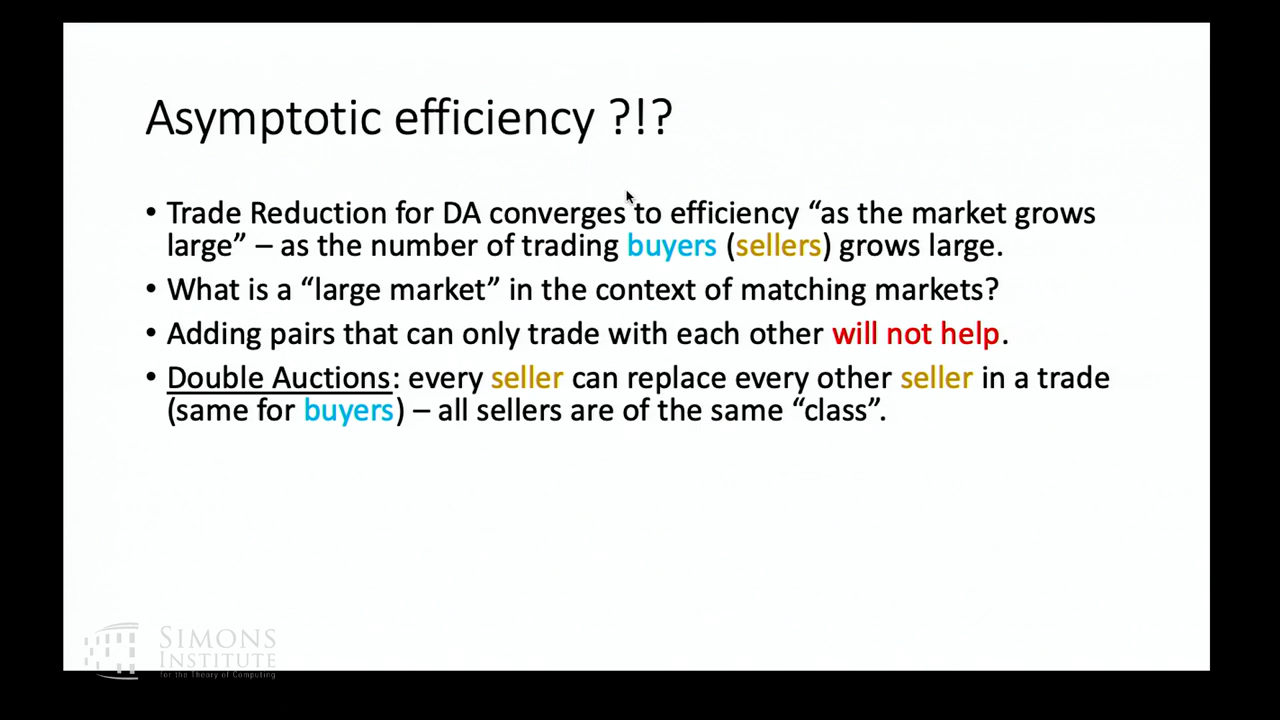 Asymptotic efficiency ?!?
• Trade Reduction for DA converges to efficiency “as the market grows
large” – as the number of trading buyers (sellers) grows large.
• What is a “large market” in the context of matching markets?
• Adding pairs that can only trade with each other will not help.
• Double Auctions: every seller can replace every other seller in a trade
(same for buyers) – all sellers are of the same “class”.
SIMONS
INSTITUTE
for the Theory of Computing